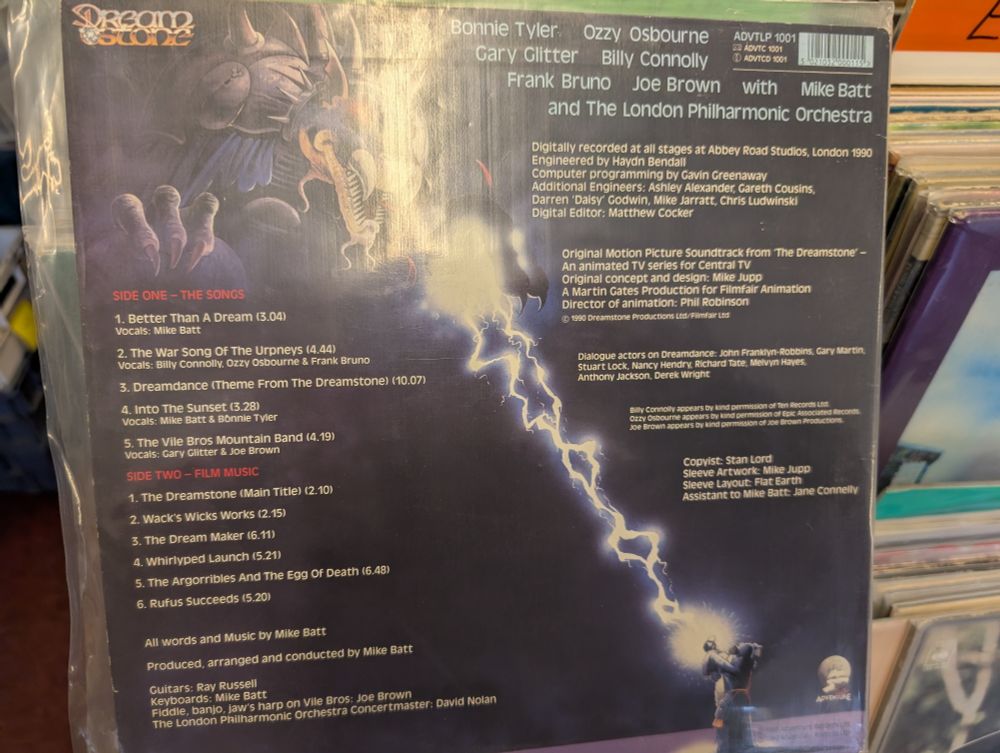 DREAM
STONE
Bonnie Tyler Ozzy Osbourne
Gary Glitter Billy Connolly
Frank Bruno Joe Brown with Mike Batt
and The London Philharmonic Orchestra
ADVTLP 1001
ADVTC 1001
ADVTCD 1001
Digitally recorded at all stages at Abbey Road Studios, London 1990
Engineered by Haydn Bendall
Computer programming by Gavin Greenaway
Additional Engineers: Ashley Alexander, Gareth Cousins,
Darren 'Daisy' Godwin, Mike Jarratt, Chris Ludwinski
Digital Editor: Matthew Cocker
Original Motion Picture Soundtrack from 'The Dreamstone' –
An animated TV series for Central TV
Original concept and design: Mike Jupp
A Martin Gates Production for Filmfair Animation
Director of animation: Phil Robinson
© 1990 Dreamstone Productions Ltd/Filmfair Ltd
Dialogue actors on Dreamdance: John Franklyn-Robbins, Gary Martin,
Stuart Lock, Nancy Hendry, Richard Tate, Melvyn Hayes,
Anthony Jackson, Derek Wright
Billy Connolly appears by kind permission of Ten Records Ltd.
Ozzy Osbourne appears by kind permission of Epic Associated Records.
Joe Brown appears by kind permission of Joe Brown Productions.
Copyist: Stan Lord
Sleeve Artwork: Mike Jupp
Sleeve Layout: Flat Earth
Assistant to Mike Batt: Jane Connelly
SIDE ONE – THE SONGS
1. Better Than A Dream (3.04)
Vocals: Mike Batt
2. The War Song Of The Urpneys (4.44)
Vocals: Billy Connolly, Ozzy Osbourne & Frank Bruno
3. Dreamdance (Theme From The Dreamstone) (10.07)
4. Into The Sunset (3.28)
Vocals: Mike Batt & Bonnie Tyler
5. The Vile Bros Mountain Band (4.19)
Vocals: Gary Glitter & Joe Brown
SIDE TWO – FILM MUSIC
1. The Dreamstone (Main Title) (2.10)
2. Wack's Wicks Works (2.15)
3. The Dream Maker (6.11)
4. Whirlyped Launch (5.21)
5. The Argorribles And The Egg Of Death (6.48)
6. Rufus Succeeds (5.20)
All words and Music by Mike Batt
Produced, arranged and conducted by Mike Batt
Guitars: Ray Russell
Keyboards: Mike Batt
Fiddle, banjo, jaw's harp on Vile Bros: Joe Brown
The London Philharmonic Orchestra Concertmaster: David Nolan
ADVENTURE